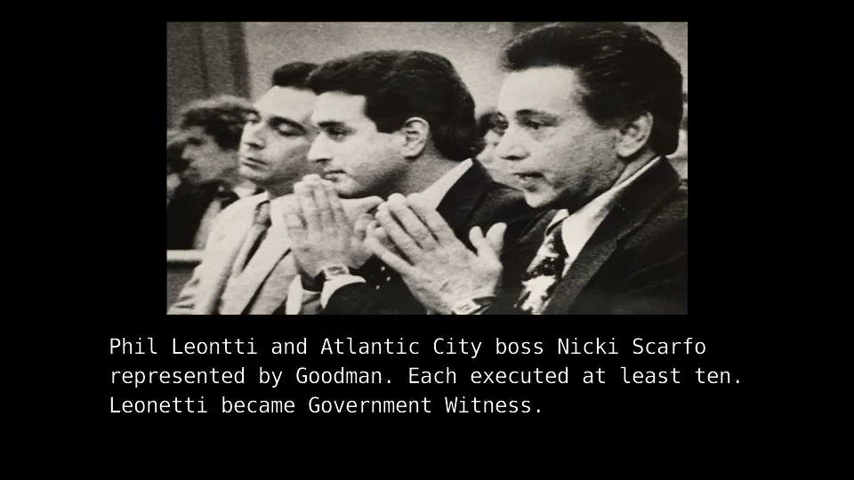 Phil Leontti and Atlantic City boss Nicki Scarfo
represented by Goodman. Each executed at least ten.
Leonetti became Government Witness.